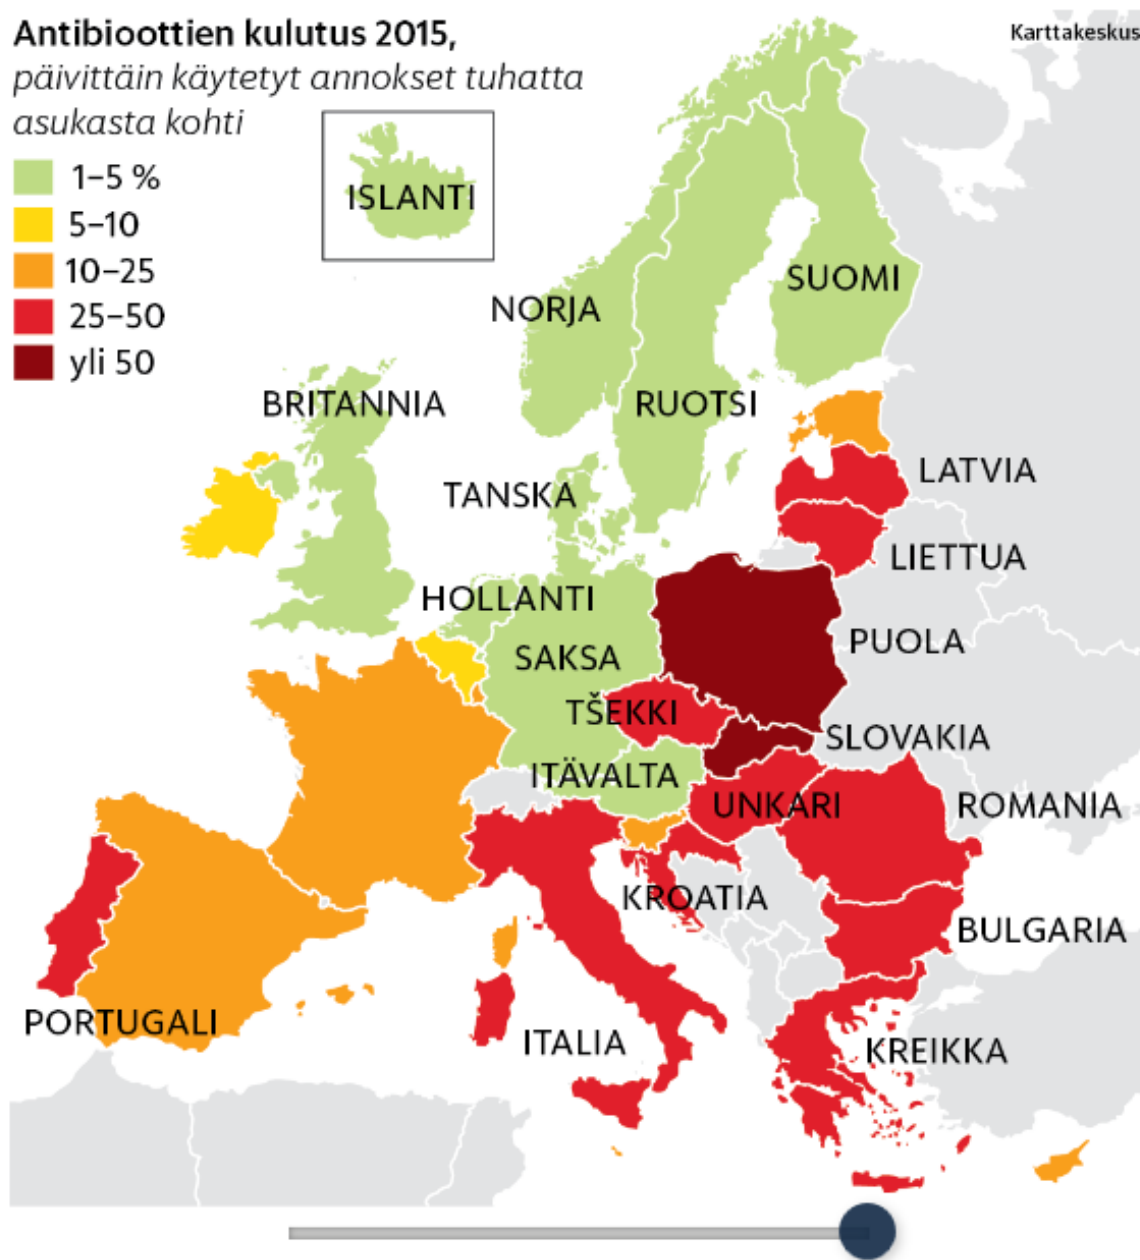 Antibioottien kulutus 2015,
päivittäin käytetyt annokset tuhatta
asukasta kohti
Karttakeskus
1–5 %
5–10
10–25
25–50
yli 50
ISLANTI
SUOMI
NORJA
BRITANNIA
RUOTSI
LATVIA
TANSKA
LIETTUA
HOLLANTI
PUOLA
SAKSA
TŠEKKI
SLOVAKIA
ITÄVALTA
UNKARI
ROMANIA
KROATIA
BULGARIA
PORTUGALI
ITALIA
KREIKKA